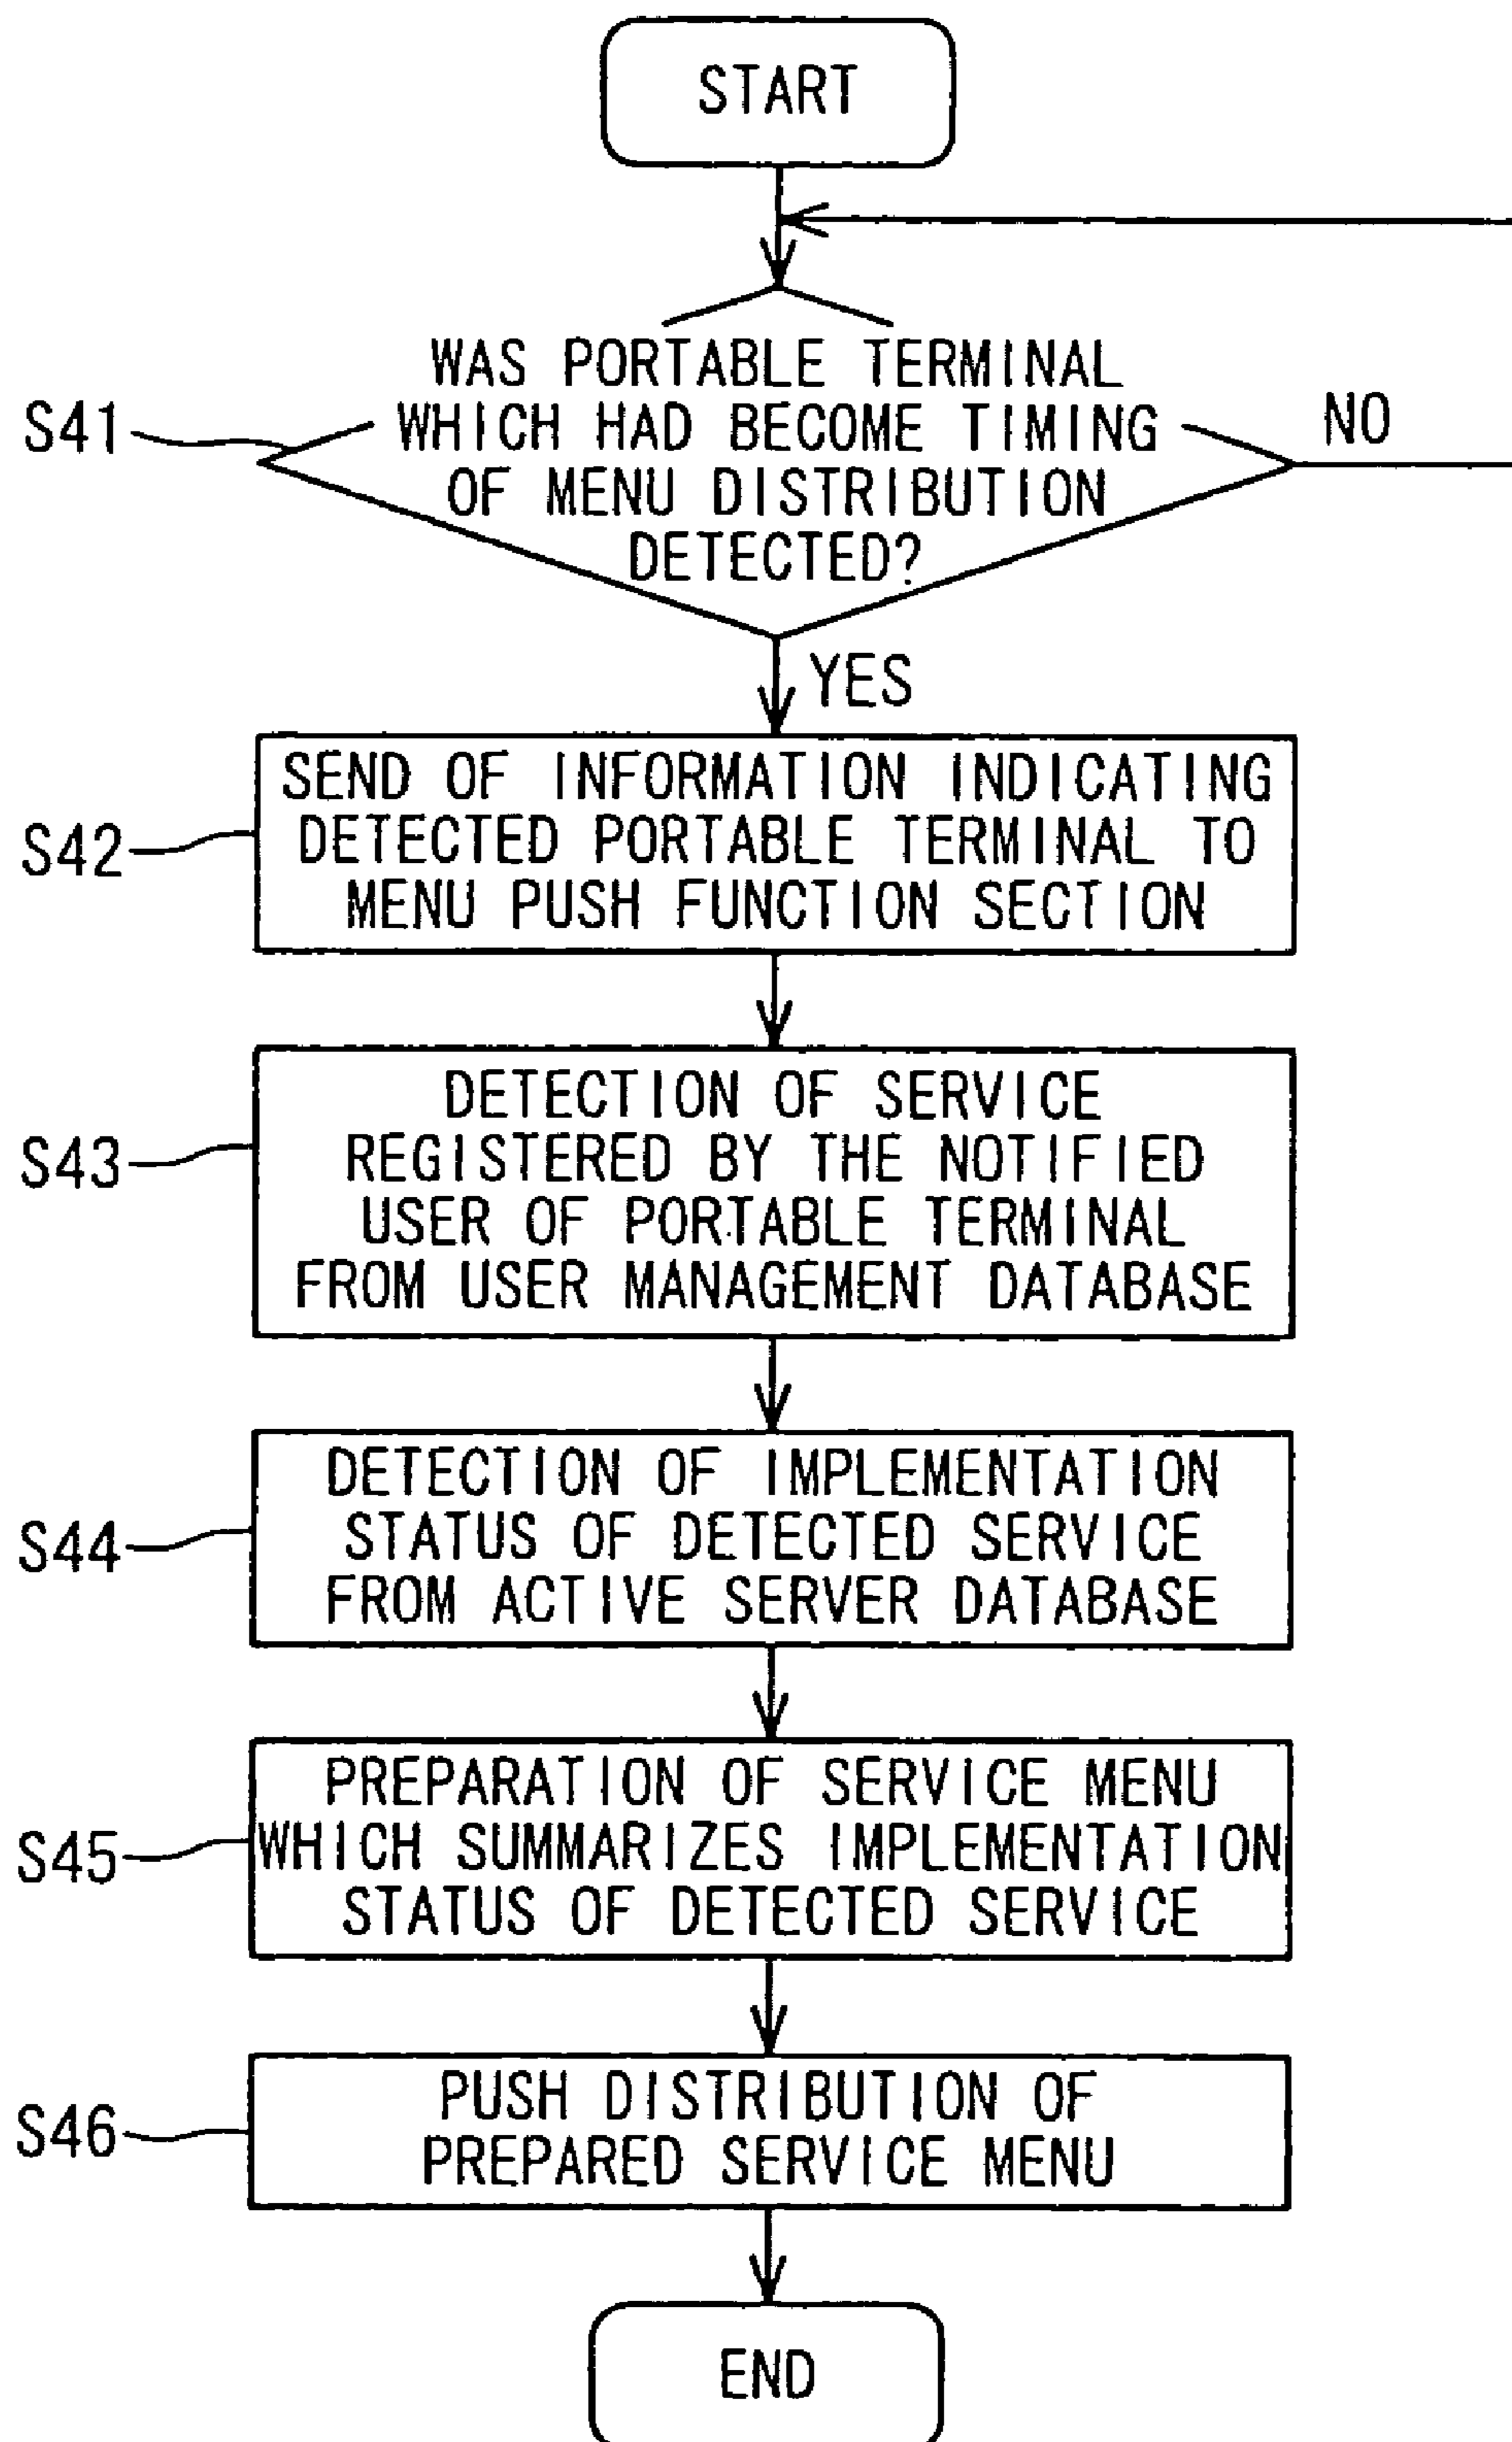 START
WAS PORTABLE TERMINAL
WHICH HAD BECOME TIMING
OF MENU DISTRIBUTION
DETECTED?
S41
NO
YES
S42
SEND OF INFORMATION INDICATING
DETECTED PORTABLE TERMINAL TO
MENU PUSH FUNCTION SECTION
S43
DETECTION OF SERVICE
REGISTERED BY THE NOTIFIED
USER OF PORTABLE TERMINAL
FROM USER MANAGEMENT DATABASE
S44
DETECTION OF IMPLEMENTATION
STATUS OF DETECTED SERVICE
FROM ACTIVE SERVER DATABASE
S45
PREPARATION OF SERVICE MENU
WHICH SUMMARIZES IMPLEMENTATION
STATUS OF DETECTED SERVICE
S46
PUSH DISTRIBUTION OF
PREPARED SERVICE MENU
END